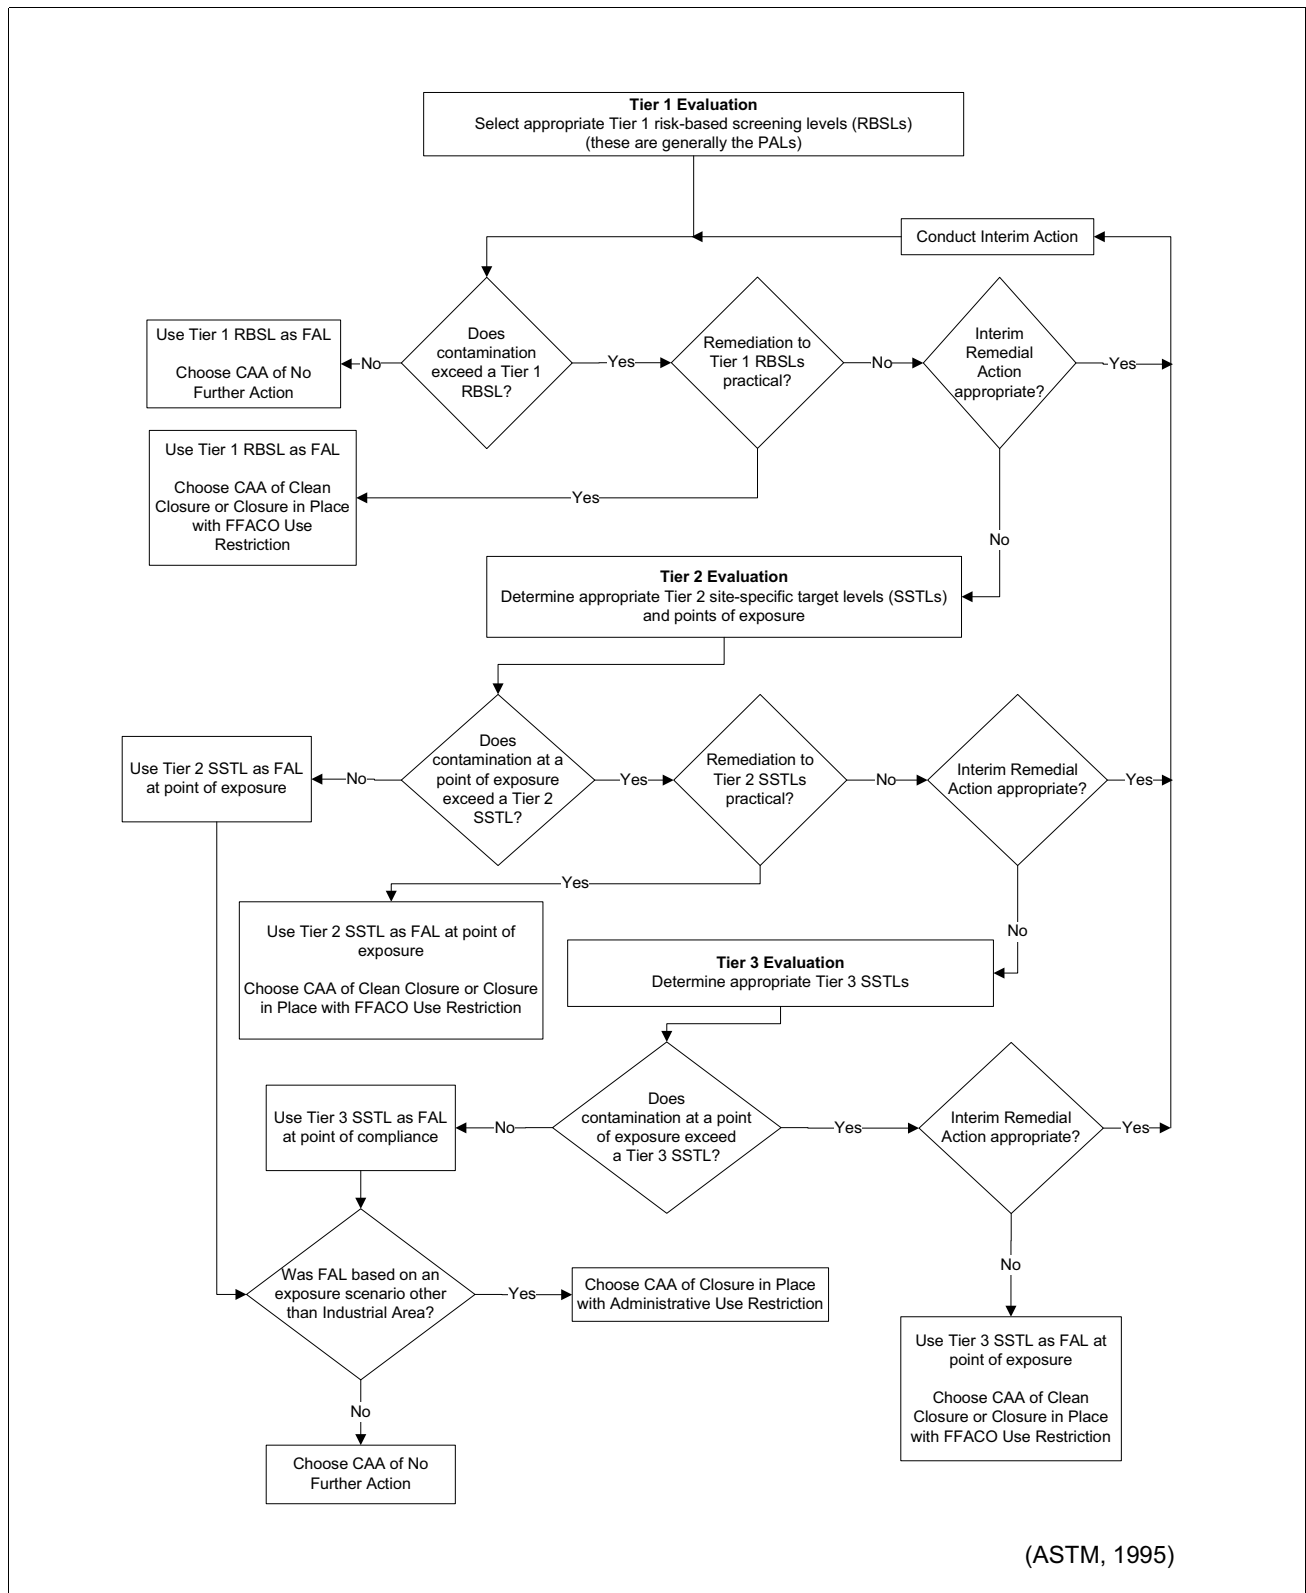 Tier 1 Evaluation
Select appropriate Tier 1 risk-based screening levels (RBSLs)
(these are generally the PALs)
Conduct Interim Action
Use Tier 1 RBSL as FAL
Choose CAA of No
Further Action
No
Does
contamination
exceed a Tier 1
RBSL?
Yes
Remediation to
Tier 1 RBSLs
practical?
No
Interim
Remedial
Action
appropriate?
Yes
Use Tier 1 RBSL as FAL
Choose CAA of Clean
Closure or Closure in Place
with FFACO Use
Restriction
Yes
No
Tier 2 Evaluation
Determine appropriate Tier 2 site-specific target levels (SSTLs)
and points of exposure
Use Tier 2 SSTL as FAL
at point of exposure
No
Does
contamination at a
point of exposure
exceed a Tier 2
SSTL?
Yes
Remediation to
Tier 2 SSTLs
practical?
No
Interim Remedial
Action appropriate?
Yes
Yes
Use Tier 2 SSTL as FAL at point of
exposure
Choose CAA of Clean Closure or Closure
in Place with FFACO Use Restriction
No
Tier 3 Evaluation
Determine appropriate Tier 3 SSTLs
Use Tier 3 SSTL as FAL
at point of compliance
No
Does
contamination at a point
of exposure exceed
a Tier 3 SSTL?
Yes
Interim Remedial
Action appropriate?
Yes
Was FAL based on an
exposure scenario other
than Industrial Area?
Yes
Choose CAA of Closure in Place
with Administrative Use Restriction
No
Use Tier 3 SSTL as FAL at
point of exposure
Choose CAA of Clean
Closure or Closure in Place
with FFACO Use Restriction
No
Choose CAA of No
Further Action
(ASTM, 1995)